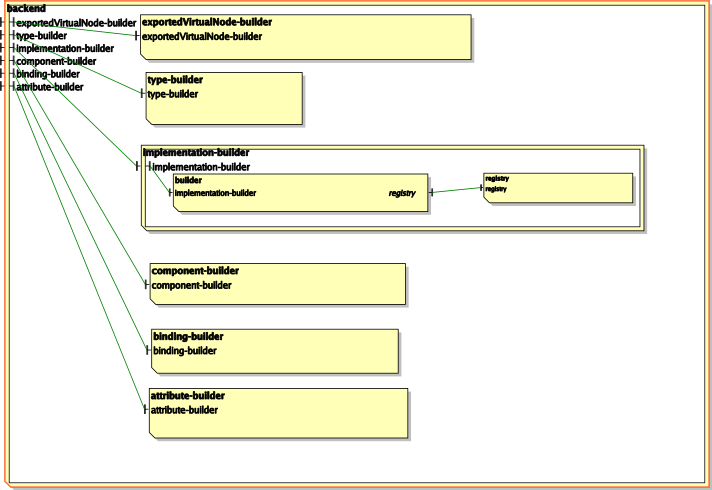 backend
exportedVirtualNode-builder
type-builder
implementation-builder
component-builder
binding-builder
attribute-builder
exportedVirtualNode-builder
exportedVirtualNode-builder
type-builder
type-builder
implementation-builder
implementation-builder
builder
implementation-builder registry
registry
registry
component-builder
component-builder
binding-builder
binding-builder
attribute-builder
attribute-builder